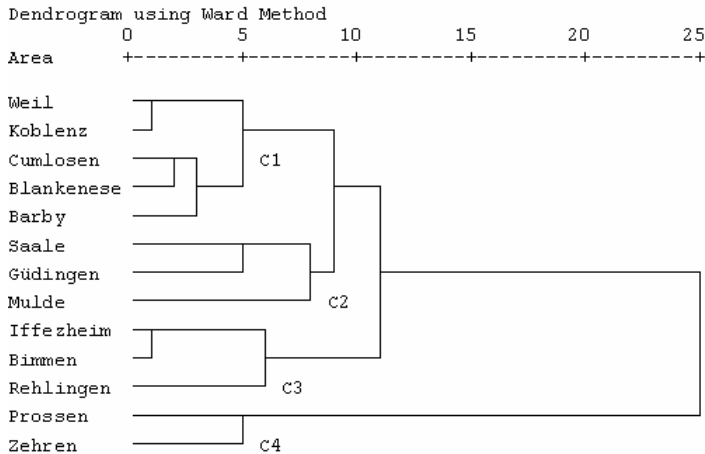 Dendrogram using Ward Method
0 5 10 15 20 25
Area +---------+---------+---------+---------+---------+
Weil
Koblenz
Cumlosen C1
Blankenese
Barby
Saale
Güdingen
Mulde C2
Iffezheim
Bimmen
Rehlingen C3
Prossen
Zehren C4